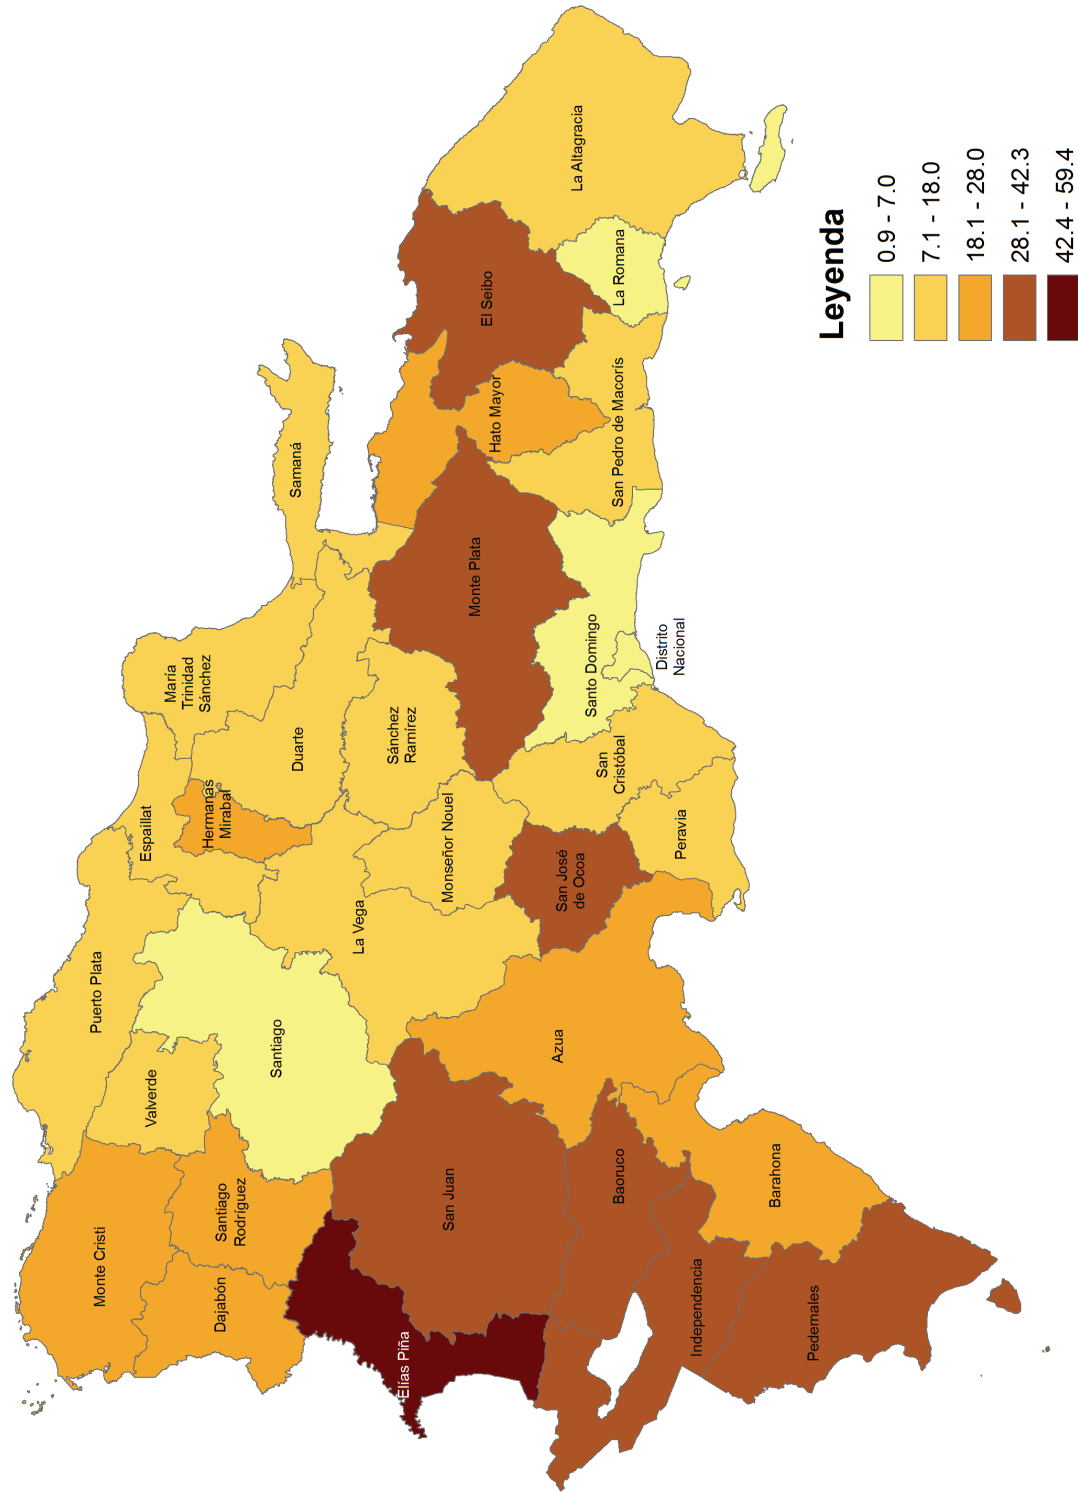 Monte Cristi
Puerto Plata
Valverde
Espaillat
María
Trinidad
Sánchez
Dajabón
Santiago
Rodríguez
Hermanas
Mirabal
Santiago
Duarte
Samaná
La Vega
Sánchez
Ramírez
Elías Piña
San Juan
Monseñor Nouel
Monte Plata
Hato Mayor
El Seibo
La Altagracia
Azua
San José
de Ocoa
San
Cristóbal
Santo Domingo
San Pedro de Macorís
La Romana
Baoruco
Peravia
Distrito
Nacional
Independencia
Barahona
Pedernales
Leyenda
0.9 - 7.0
7.1 - 18.0
18.1 - 28.0
28.1 - 42.3
42.4 - 59.4